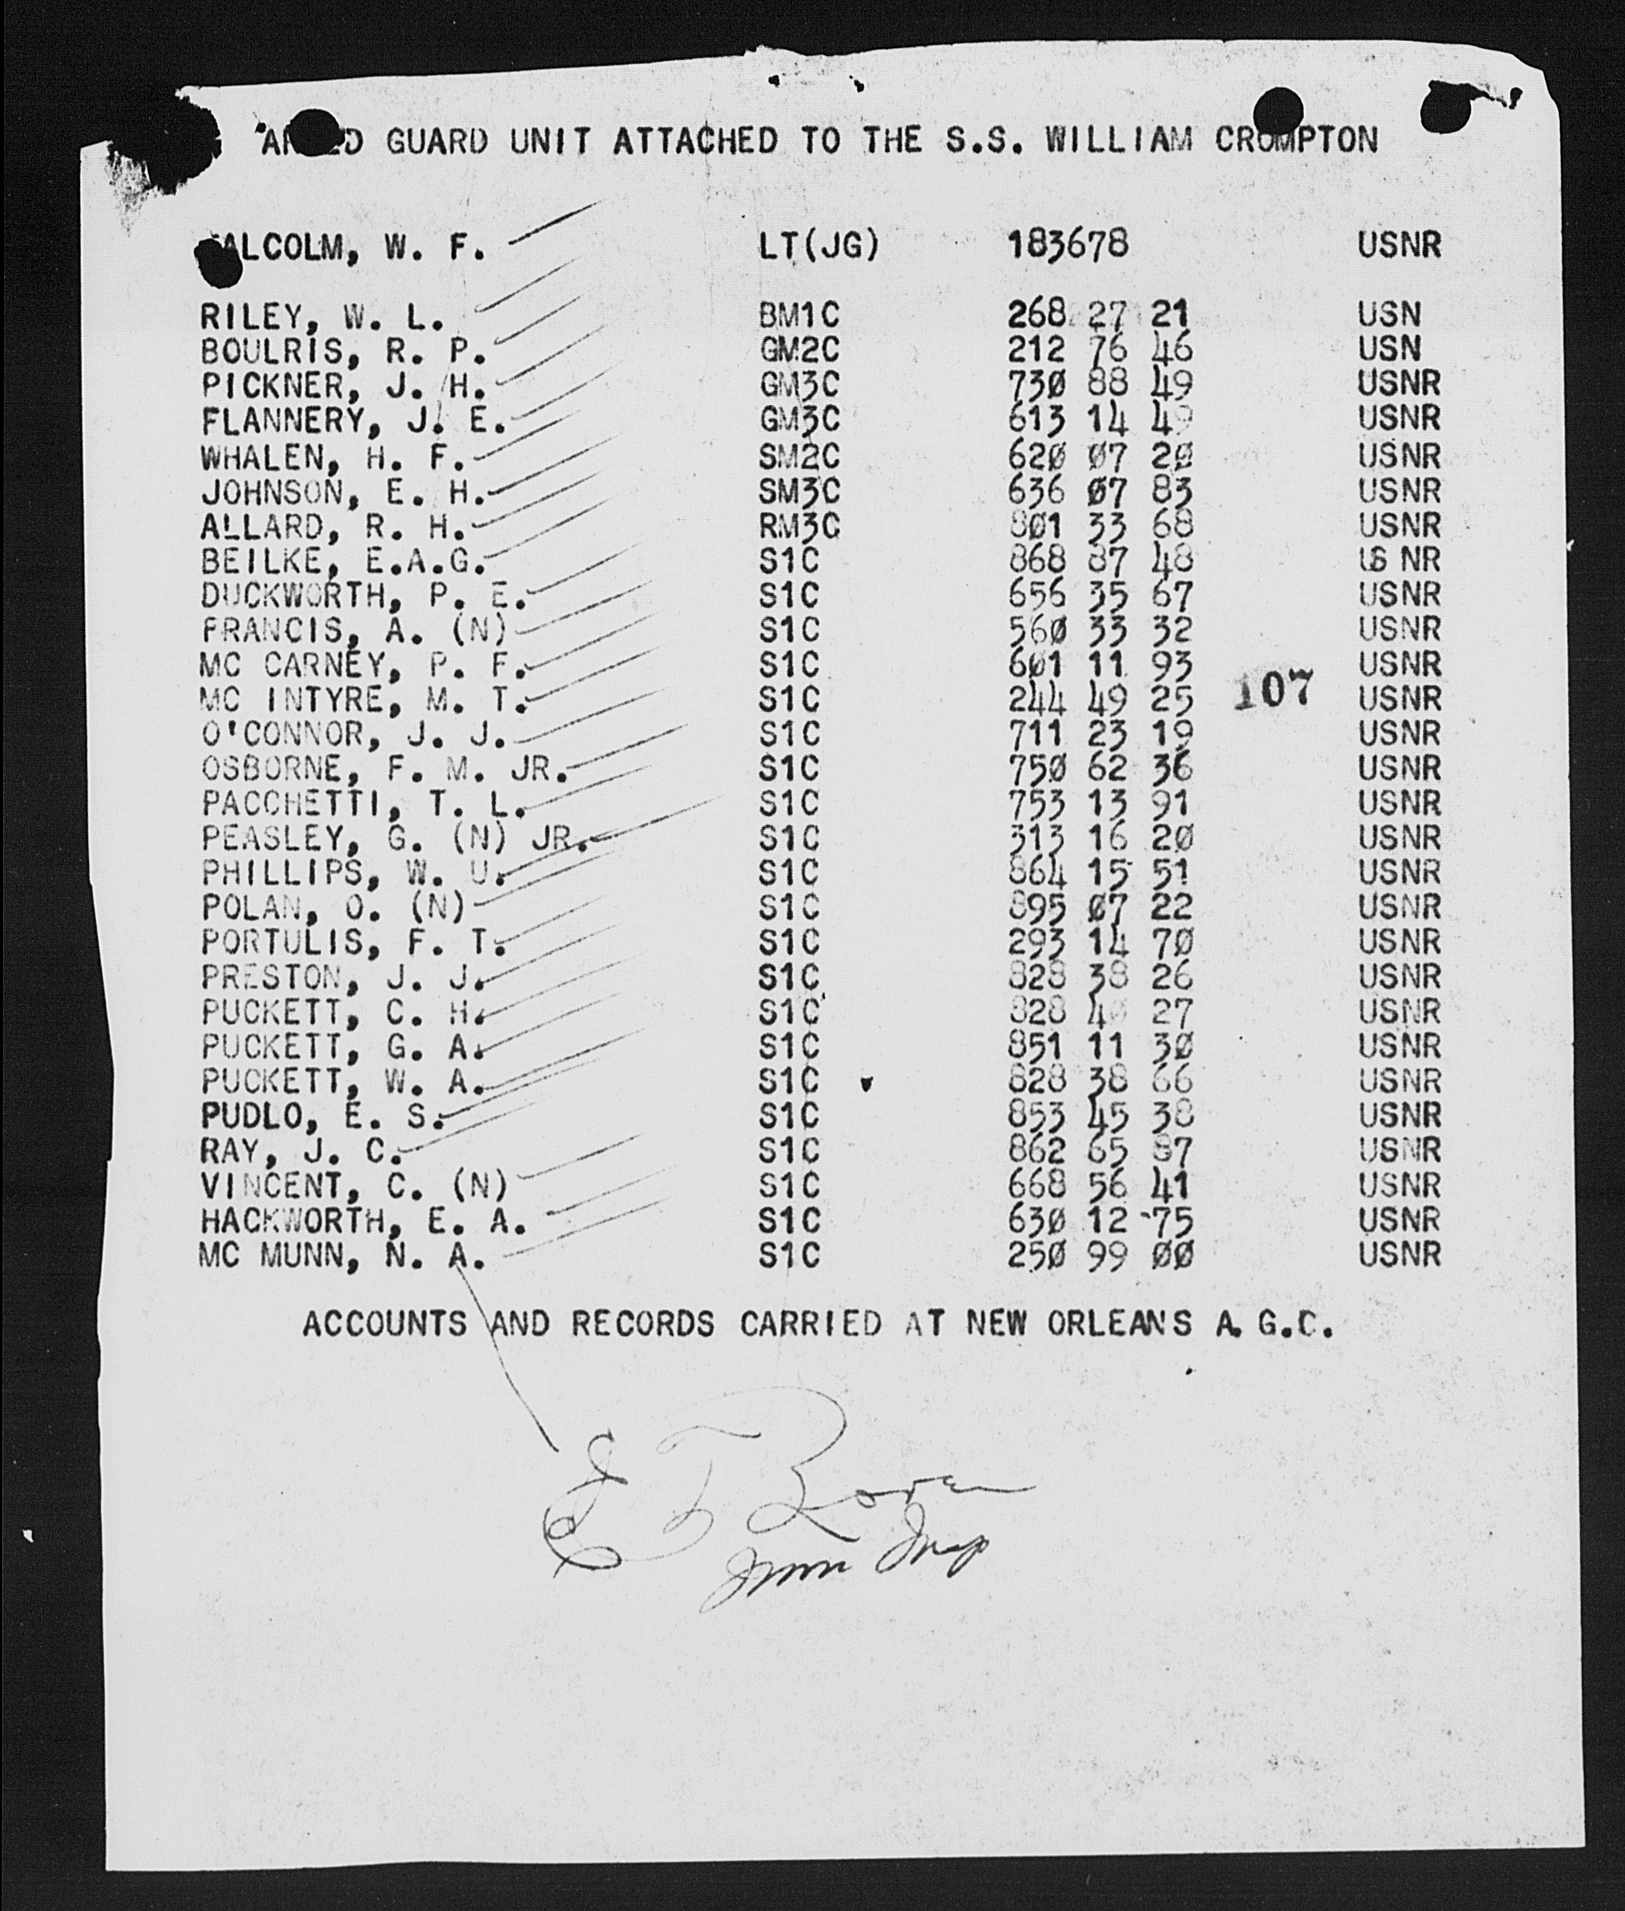 ARMED GUARD UNIT ATTACHED TO THE S.S. WILLIAM CROMPTON
MALCOLM, W. F. LT(JG) 183678 USNR
RILEY, W. L. BM1C 268 27 21 USN
BOULRIS, R. P. GM2C 212 76 46 USN
PICKNER, J. H. GM3C 730 88 49 USNR
FLANNERY, J. E. GM3C 613 14 49 USNR
WHALEN, H. F. SM2C 620 07 20 USNR
JOHNSON, E. H. SM3C 636 07 83 USNR
ALLARD, R. H. RM3C 801 33 68 USNR
BEILKE, E.A.G. S1C 868 87 48 US NR
DUCKWORTH, P. E. S1C 656 35 67 USNR
FRANCIS, A. (N) S1C 560 33 32 USNR
MC CARNEY, P. F. S1C 601 11 93 USNR
MC INTYRE, M. T. S1C 244 49 25 107 USNR
O'CONNOR, J. J. S1C 711 23 19 USNR
OSBORNE, F. M. JR. S1C 750 62 36 USNR
PACCHETTI, T. L. S1C 753 13 91 USNR
PEASLEY, G. (N) JR. S1C 313 16 20 USNR
PHILLIPS, W. U. S1C 864 15 51 USNR
POLAN, O. (N) S1C 895 07 22 USNR
PORTULIS, F. T. S1C 293 14 70 USNR
PRESTON, J. J. S1C 828 38 26 USNR
PUCKETT, C. H. S1C 828 40 27 USNR
PUCKETT, G. A. S1C 851 11 30 USNR
PUCKETT, W. A. S1C 828 38 66 USNR
PUDLO, E. S. S1C 853 45 38 USNR
RAY, J. C. S1C 862 65 87 USNR
VINCENT, C. (N) S1C 668 56 41 USNR
HACKWORTH, E. A. S1C 630 12 75 USNR
MC MUNN, N. A. S1C 250 99 00 USNR
ACCOUNTS AND RECORDS CARRIED AT NEW ORLEANS A.G.C.
Imm Insp